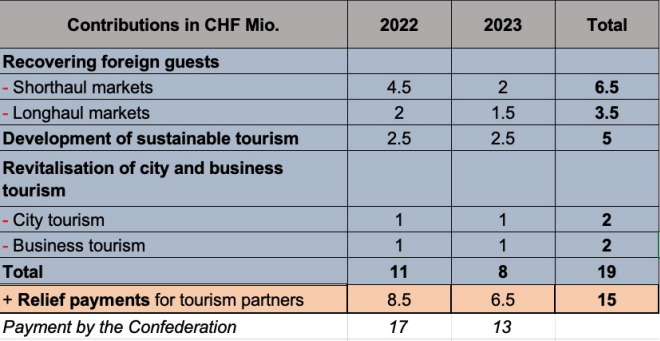 Contributions in CHF Mio. 2022 2023 Total
Recovering foreign guests
- Shorthaul markets 4.5 2 6.5
- Longhaul markets 2 1.5 3.5
Development of sustainable tourism 2.5 2.5 5
Revitalisation of city and business
tourism
- City tourism 1 1 2
- Business tourism 1 1 2
Total 11 8 19
+ Relief payments for tourism partners 8.5 6.5 15
Payment by the Confederation 17 13